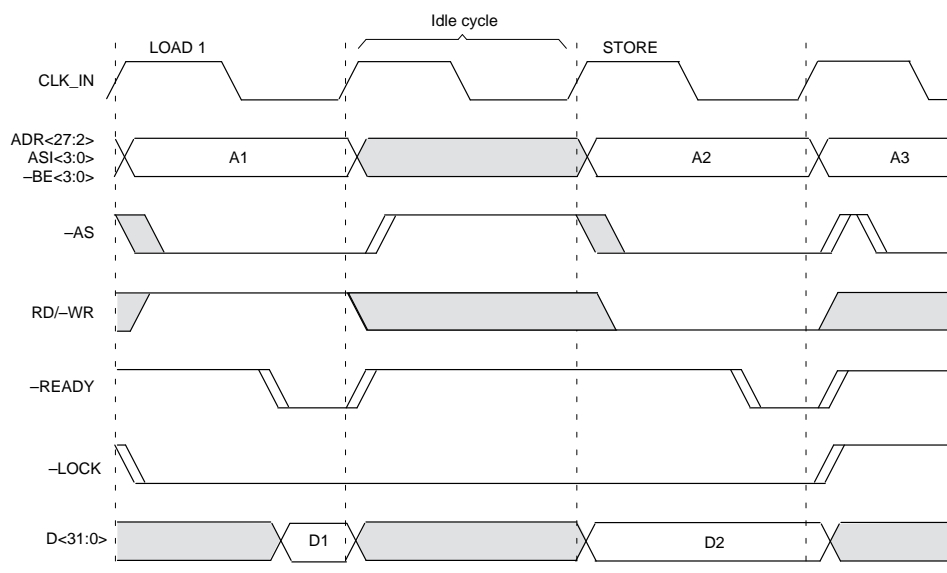 Idle cycle
LOAD 1
STORE
CLK_IN
ADR<27:2>
ASI<3:0>
–BE<3:0>
A1
A2
A3
–AS
RD/–WR
–READY
–LOCK
D<31:0>
D1
D2